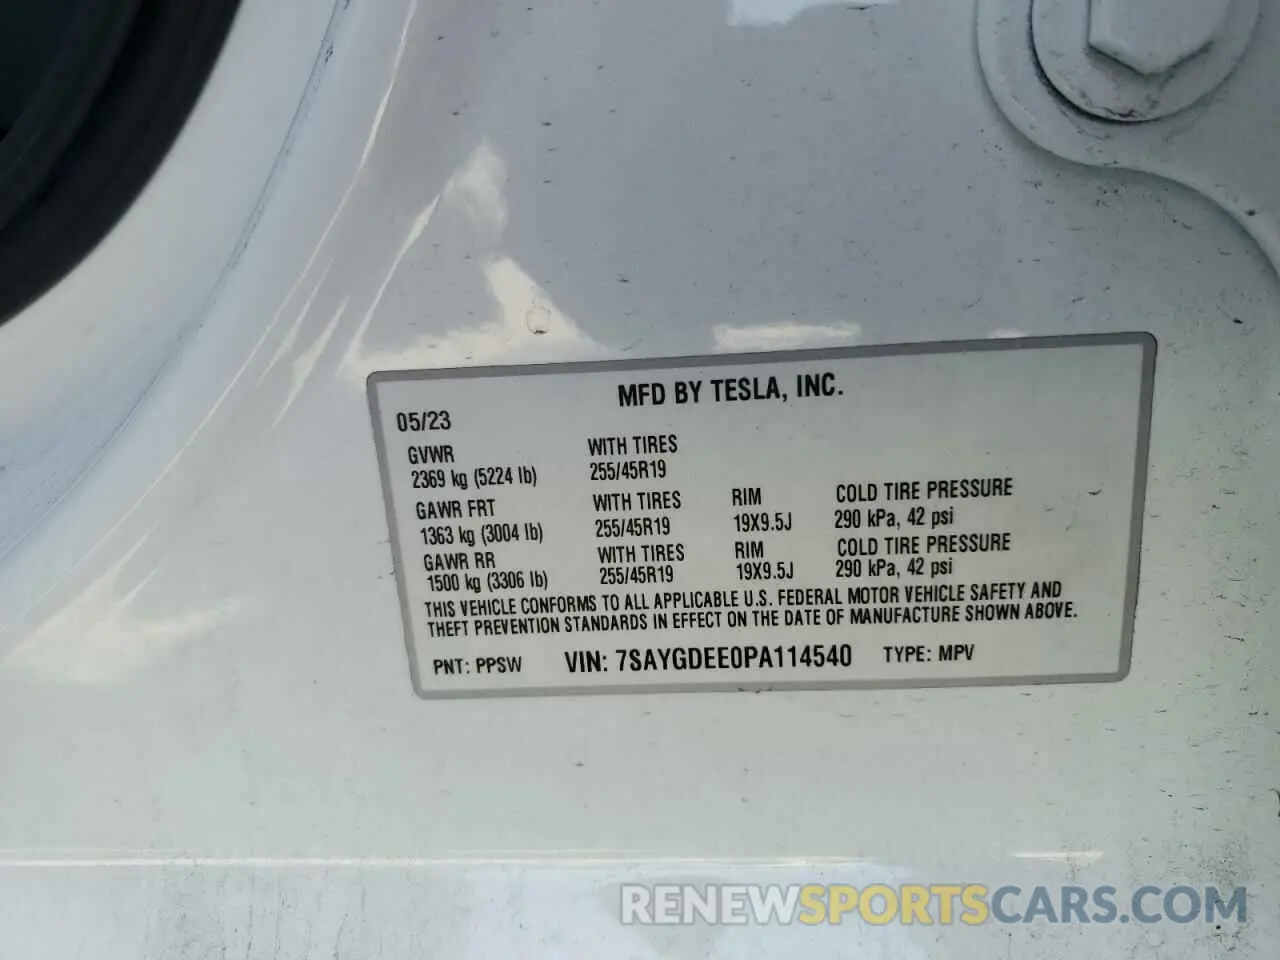 MFD BY TESLA, INC.
05/23
GVWR WITH TIRES
2369 kg (5224 lb) 255/45R19
GAWR FRT WITH TIRES RIM COLD TIRE PRESSURE
1363 kg (3004 lb) 255/45R19 19X9.5J 290 kPa, 42 psi
GAWR RR WITH TIRES RIM COLD TIRE PRESSURE
1500 kg (3306 lb) 255/45R19 19X9.5J 290 kPa, 42 psi
THIS VEHICLE CONFORMS TO ALL APPLICABLE U.S. FEDERAL MOTOR VEHICLE SAFETY AND
THEFT PREVENTION STANDARDS IN EFFECT ON THE DATE OF MANUFACTURE SHOWN ABOVE.
PNT: PPSW VIN: 7SAYGDEE0PA114540 TYPE: MPV
RENEWSPORTSCARS.COM